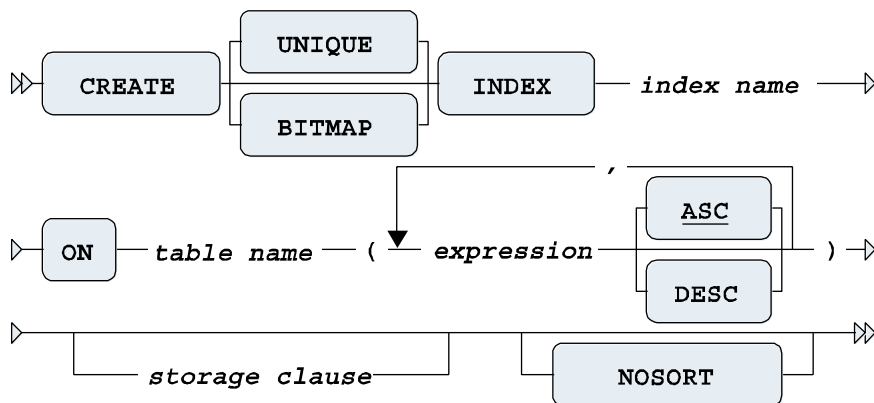 UNIQUE
CREATE INDEX index name
BITMAP
,
ASC
ON table name ( expression )
DESC
storage clause
NOSORT